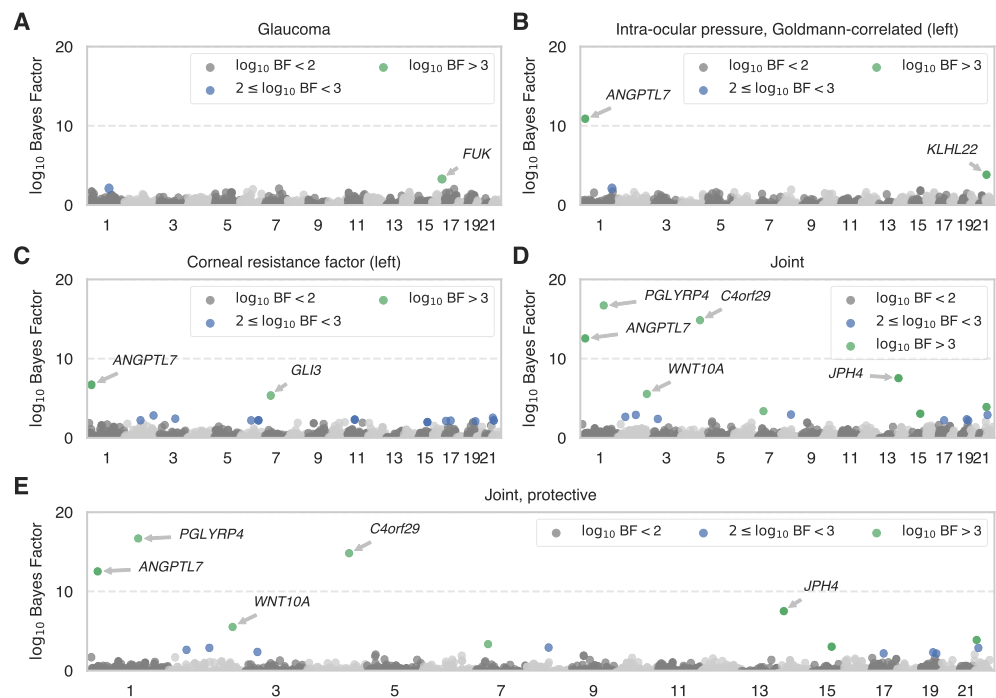 A
Glaucoma
20
10
0
log10 Bayes Factor
log10 BF < 2
2 ≤ log10 BF < 3
log10 BF > 3
FUK
1 3 5 7 9 11 13 15 17 19 21
B
Intra-ocular pressure, Goldmann-correlated (left)
20
10
0
log10 Bayes Factor
log10 BF < 2
2 ≤ log10 BF < 3
log10 BF > 3
ANGPTL7
KLHL22
1 3 5 7 9 11 13 15 17 19 21
C
Corneal resistance factor (left)
20
10
0
log10 Bayes Factor
log10 BF < 2
2 ≤ log10 BF < 3
log10 BF > 3
ANGPTL7
GLI3
1 3 5 7 9 11 13 15 17 19 21
D
Joint
20
10
0
log10 Bayes Factor
log10 BF < 2
2 ≤ log10 BF < 3
log10 BF > 3
PGLYRP4
C4orf29
ANGPTL7
WNT10A
JPH4
1 3 5 7 9 11 13 15 17 19 21
E
Joint, protective
20
10
0
log10 Bayes Factor
log10 BF < 2
2 ≤ log10 BF < 3
log10 BF > 3
PGLYRP4
C4orf29
ANGPTL7
WNT10A
JPH4
1 3 5 7 9 11 13 15 17 19 21